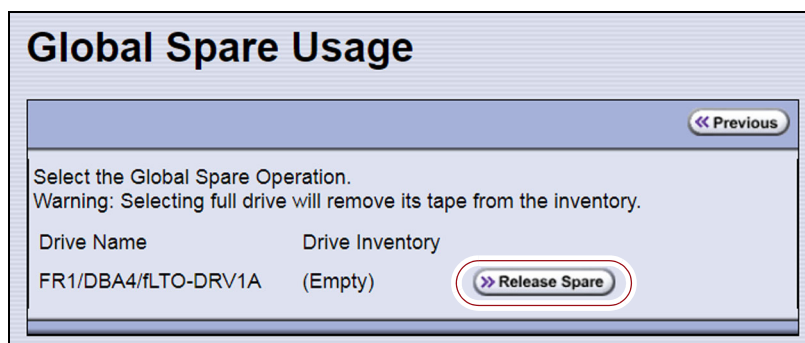 Global Spare Usage
Previous
Select the Global Spare Operation.
Warning: Selecting full drive will remove its tape from the inventory.
Drive Name Drive Inventory
FR1/DBA4/fLTO-DRV1A (Empty) Release Spare